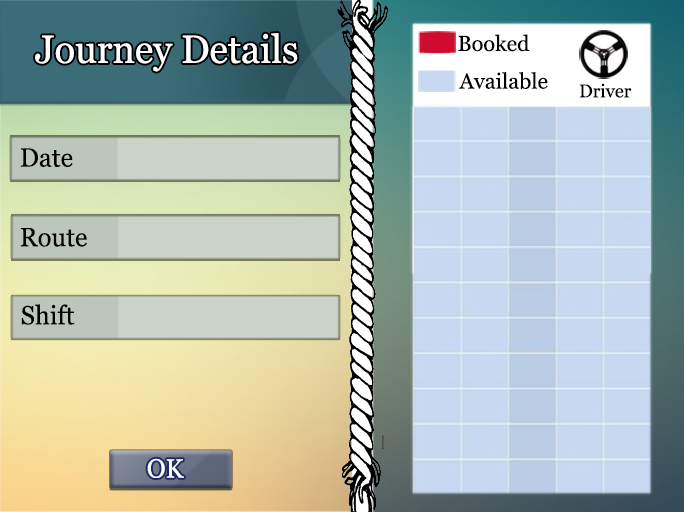 Journey Details
Date
Route
Shift
OK
Booked
Available
Driver